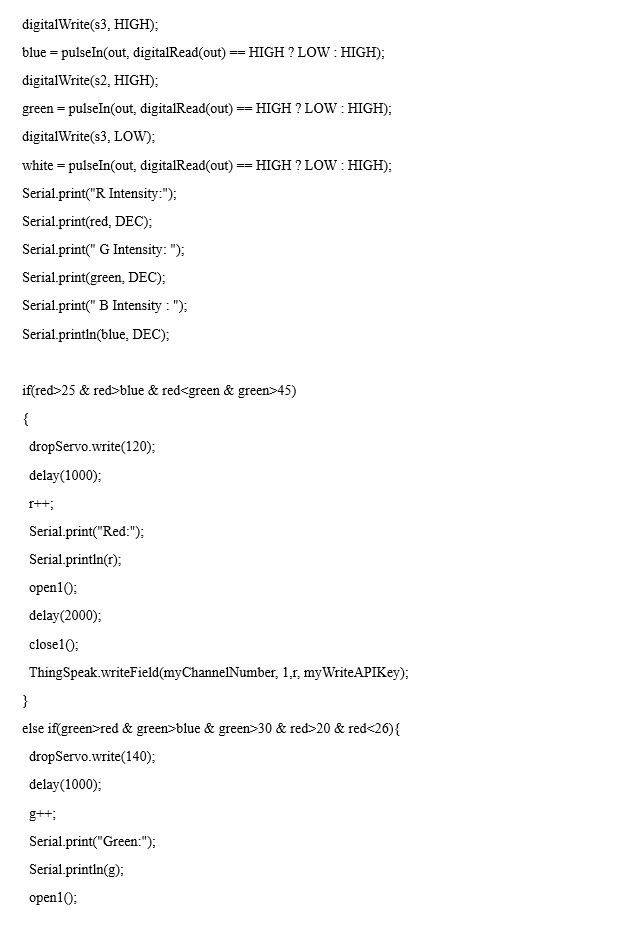 digitalWrite(s3, HIGH);
blue = pulseIn(out, digitalRead(out) == HIGH ? LOW : HIGH);
digitalWrite(s2, HIGH);
green = pulseIn(out, digitalRead(out) == HIGH ? LOW : HIGH);
digitalWrite(s3, LOW);
white = pulseIn(out, digitalRead(out) == HIGH ? LOW : HIGH);
Serial.print("R Intensity:");
Serial.print(red, DEC);
Serial.print(" G Intensity: ");
Serial.print(green, DEC);
Serial.print(" B Intensity : ");
Serial.println(blue, DEC);

if(red>25 & red>blue & red<green & green>45)
{
  dropServo.write(120);
  delay(1000);
  r++;
  Serial.print("Red:");
  Serial.println(r);
  open1();
  delay(2000);
  close1();
  ThingSpeak.writeField(myChannelNumber, 1,r, myWriteAPIKey);
}
else if(green>red & green>blue & green>30 & red>20 & red<26){
  dropServo.write(140);
  delay(1000);
  g++;
  Serial.print("Green:");
  Serial.println(g);
  open1();